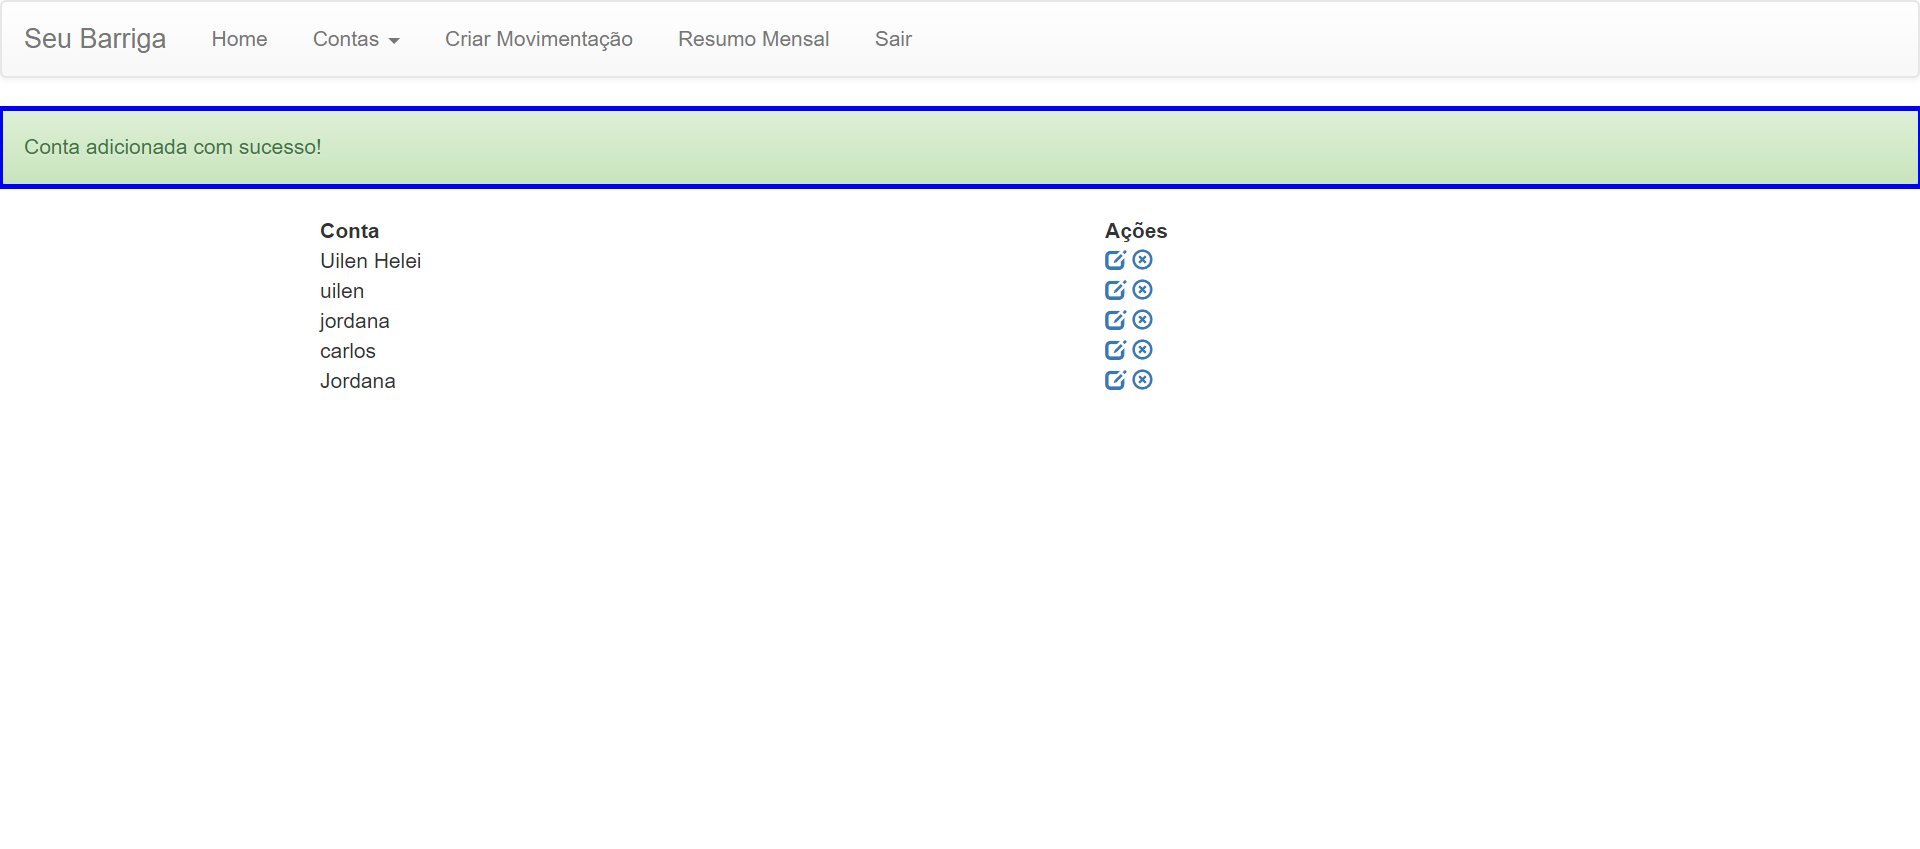 Seu Barriga Home Contas Criar Movimentação Resumo Mensal Sair
Conta adicionada com sucesso!
Conta Ações
Uilen Helei
uilen
jordana
carlos
Jordana